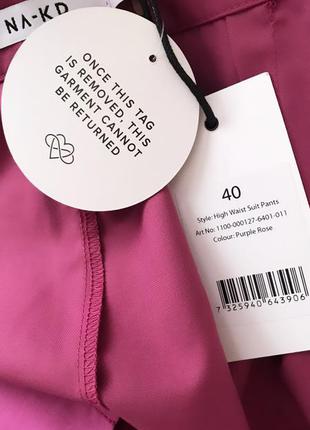 NA-KD
ONCE THIS TAG
IS REMOVED, THIS
GARMENT CANNOT
BE RETURNED
40
Style: High Waist Suit Pants
Art No: 1100-000127-6401-011
Colour: Purple Rose
7 325940 643906